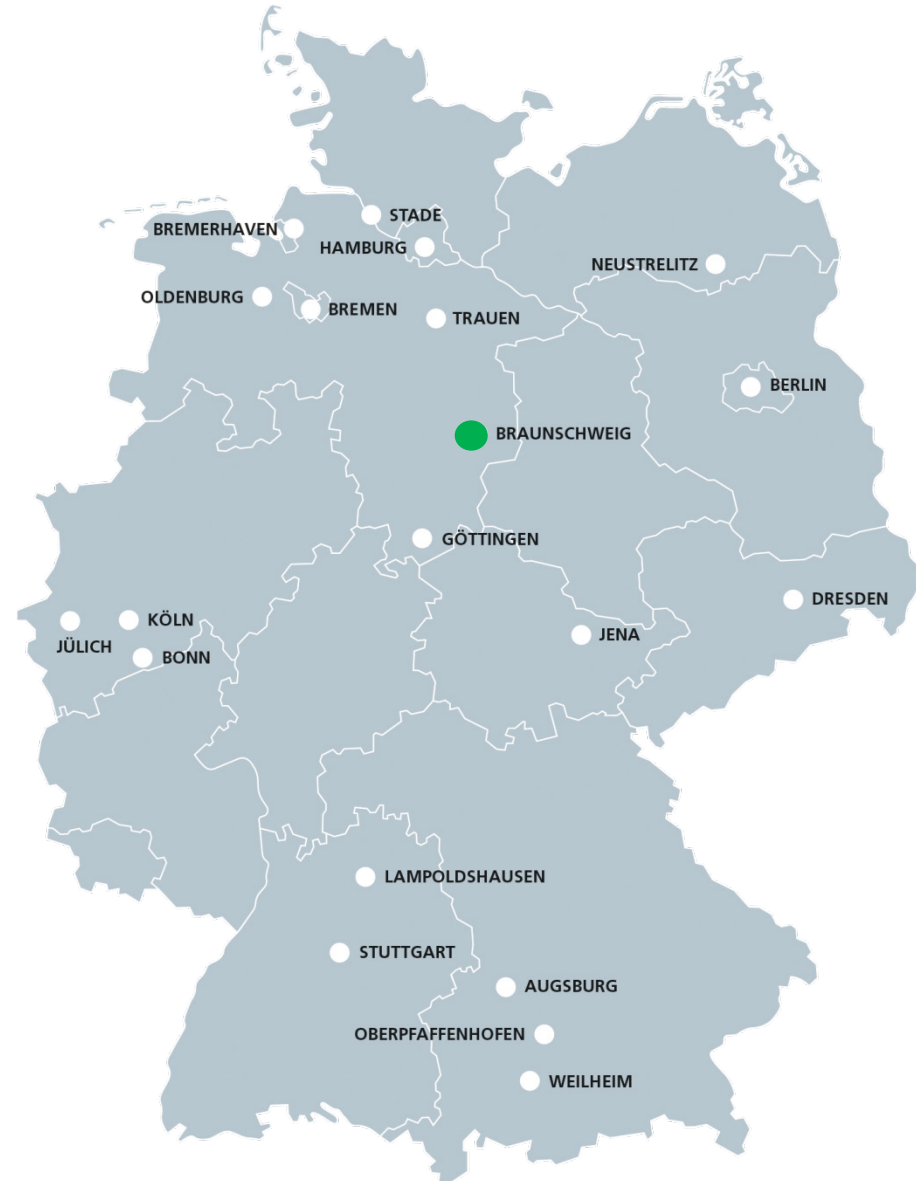 STADE
BREMERHAVEN
HAMBURG
NEUSTRELITZ
OLDENBURG
BREMEN
TRAUEN
BERLIN
BRAUNSCHWEIG
GÖTTINGEN
DRESDEN
KÖLN
JENA
JÜLICH
BONN
LAMPOLDSHAUSEN
STUTTGART
AUGSBURG
OBERPFAFFENHOFEN
WEILHEIM